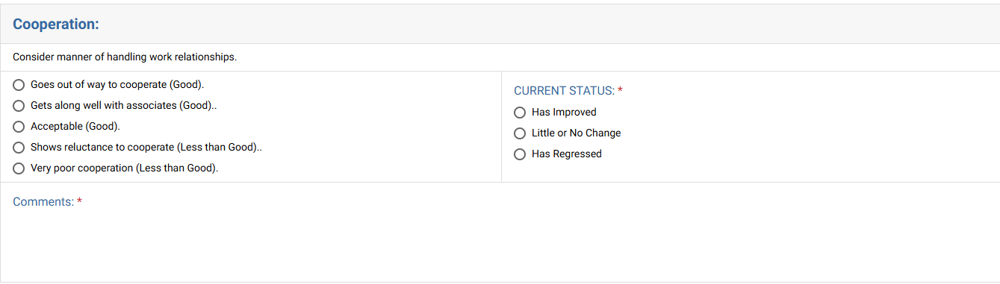 Cooperation:
Consider manner of handling work relationships.
Goes out of way to cooperate (Good).
Gets along well with associates (Good)..
Acceptable (Good).
Shows reluctance to cooperate (Less than Good)..
Very poor cooperation (Less than Good).
CURRENT STATUS: *
Has Improved
Little or No Change
Has Regressed
Comments: *